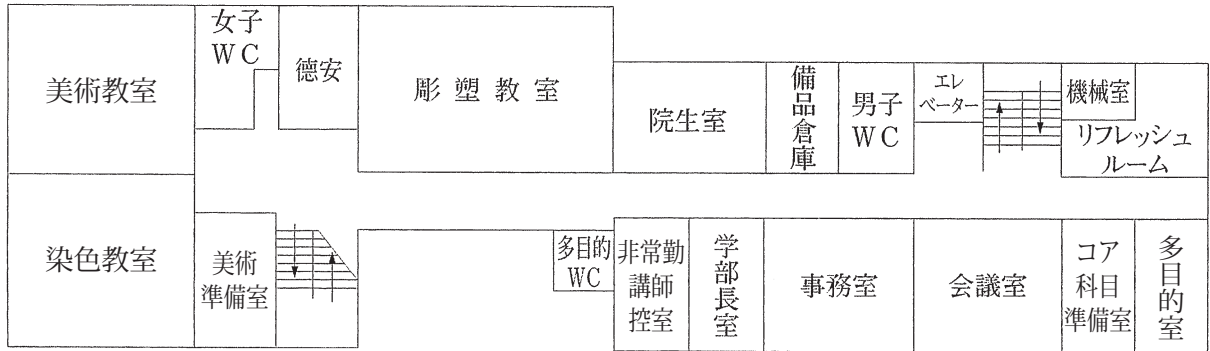 美術教室
女子
WC
德安
彫塑教室
院生室
備品倉庫
男子
WC
エレ
ベーター
機械室
リフレッシュ
ルーム
染色教室
美術
準備室
多目的
WC
非常勤
講師
控室
学部長室
事務室
会議室
コア
科目
準備室
多目的室